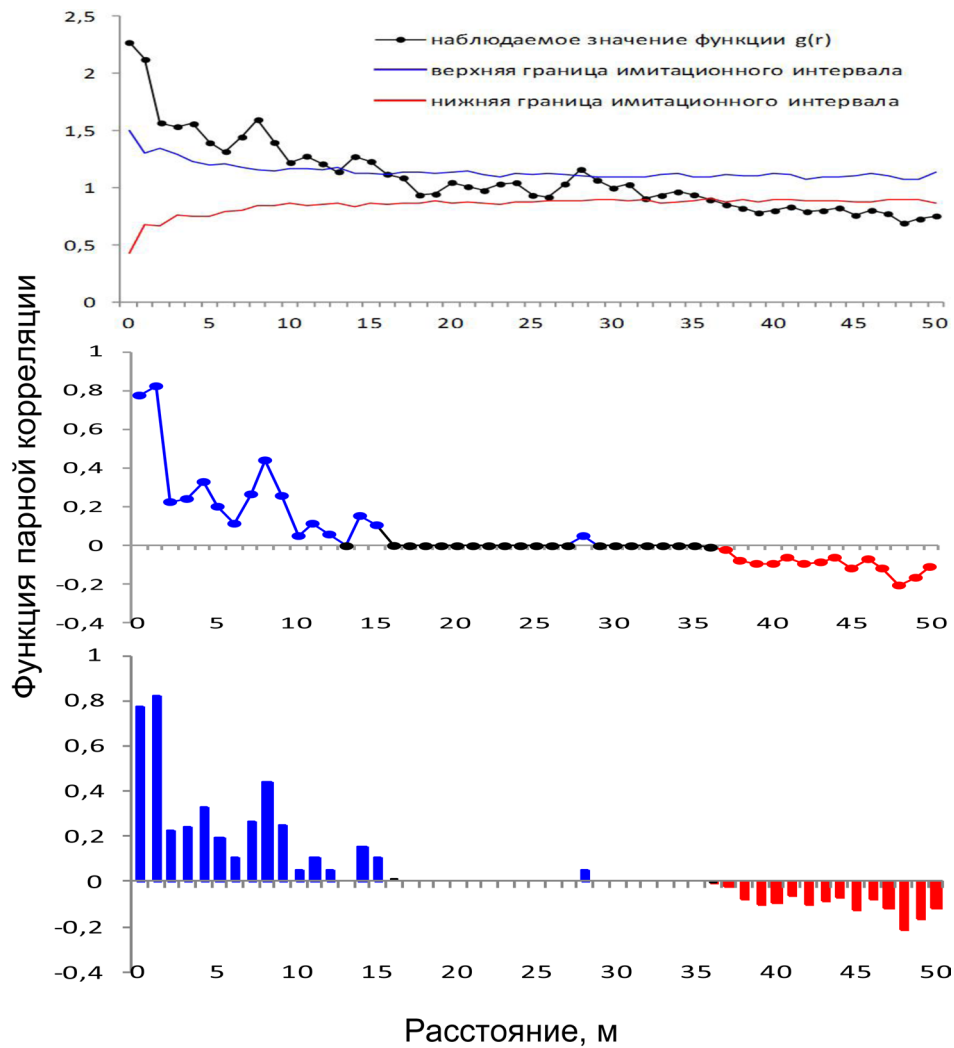 Функция парной корреляции
2,5
2
1,5
1
0,5
0
наблюдаемое значение функции g(r)
верхняя граница имитационного интервала
нижняя граница имитационного интервала
0 5 10 15 20 25 30 35 40 45 50
1
0,8
0,6
0,4
0,2
0
-0,2
-0,4
0 5 10 15 20 25 30 35 40 45 50
1
0,8
0,6
0,4
0,2
0
-0,2
-0,4
0 5 10 15 20 25 30 35 40 45 50
Расстояние, м